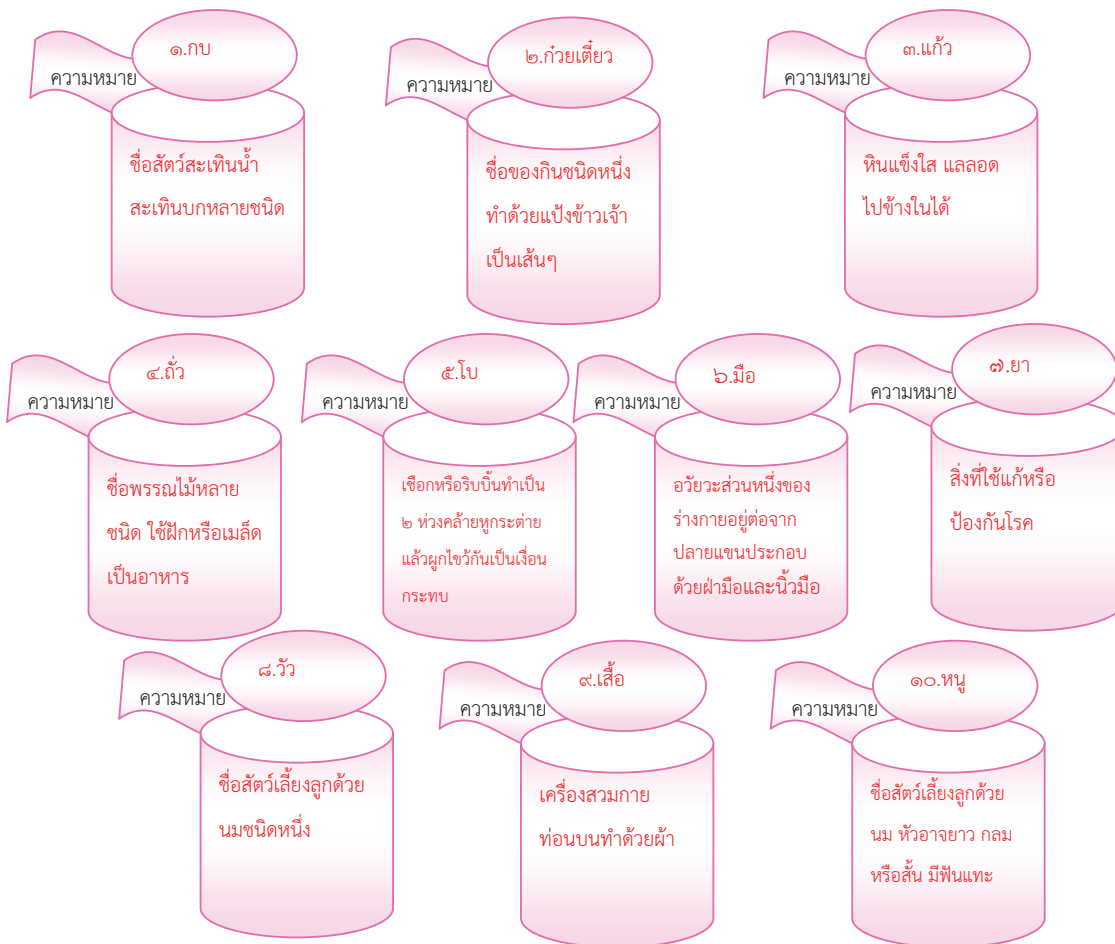 ๑.กบ
ความหมาย
ชื่อสัตว์สะเทินน้ำ
สะเทินบกหลายชนิด
๒.ก๋วยเตี๋ยว
ความหมาย
ชื่อของกินชนิดหนึ่ง
ทำด้วยแป้งข้าวเจ้า
เป็นเส้นๆ
๓.แก้ว
ความหมาย
หินแข็งใส แลลอด
ไปข้างในได้
๔.ถั่ว
ความหมาย
ชื่อพรรณไม้หลาย
ชนิด ใช้ฝักหรือเมล็ด
เป็นอาหาร
๕.โบ
ความหมาย
เชือกหรือริบบิ้นทำเป็น
๒ ห่วงคล้ายหูกระต่าย
แล้วผูกไขว้กันเป็นเงื่อน
กระทบ
๖.มือ
ความหมาย
อวัยวะส่วนหนึ่งของ
ร่างกายอยู่ต่อจาก
ปลายแขนประกอบ
ด้วยฝ่ามือและนิ้วมือ
๗.ยา
ความหมาย
สิ่งที่ใช้แก้หรือ
ป้องกันโรค
๘.วัว
ความหมาย
ชื่อสัตว์เลี้ยงลูกด้วย
นมชนิดหนึ่ง
๙.เสื้อ
ความหมาย
เครื่องสวมกาย
ท่อนบนทำด้วยผ้า
๑๐.หนู
ความหมาย
ชื่อสัตว์เลี้ยงลูกด้วย
นม หัวอาจยาว กลม
หรือสั้น มีฟันแทะ